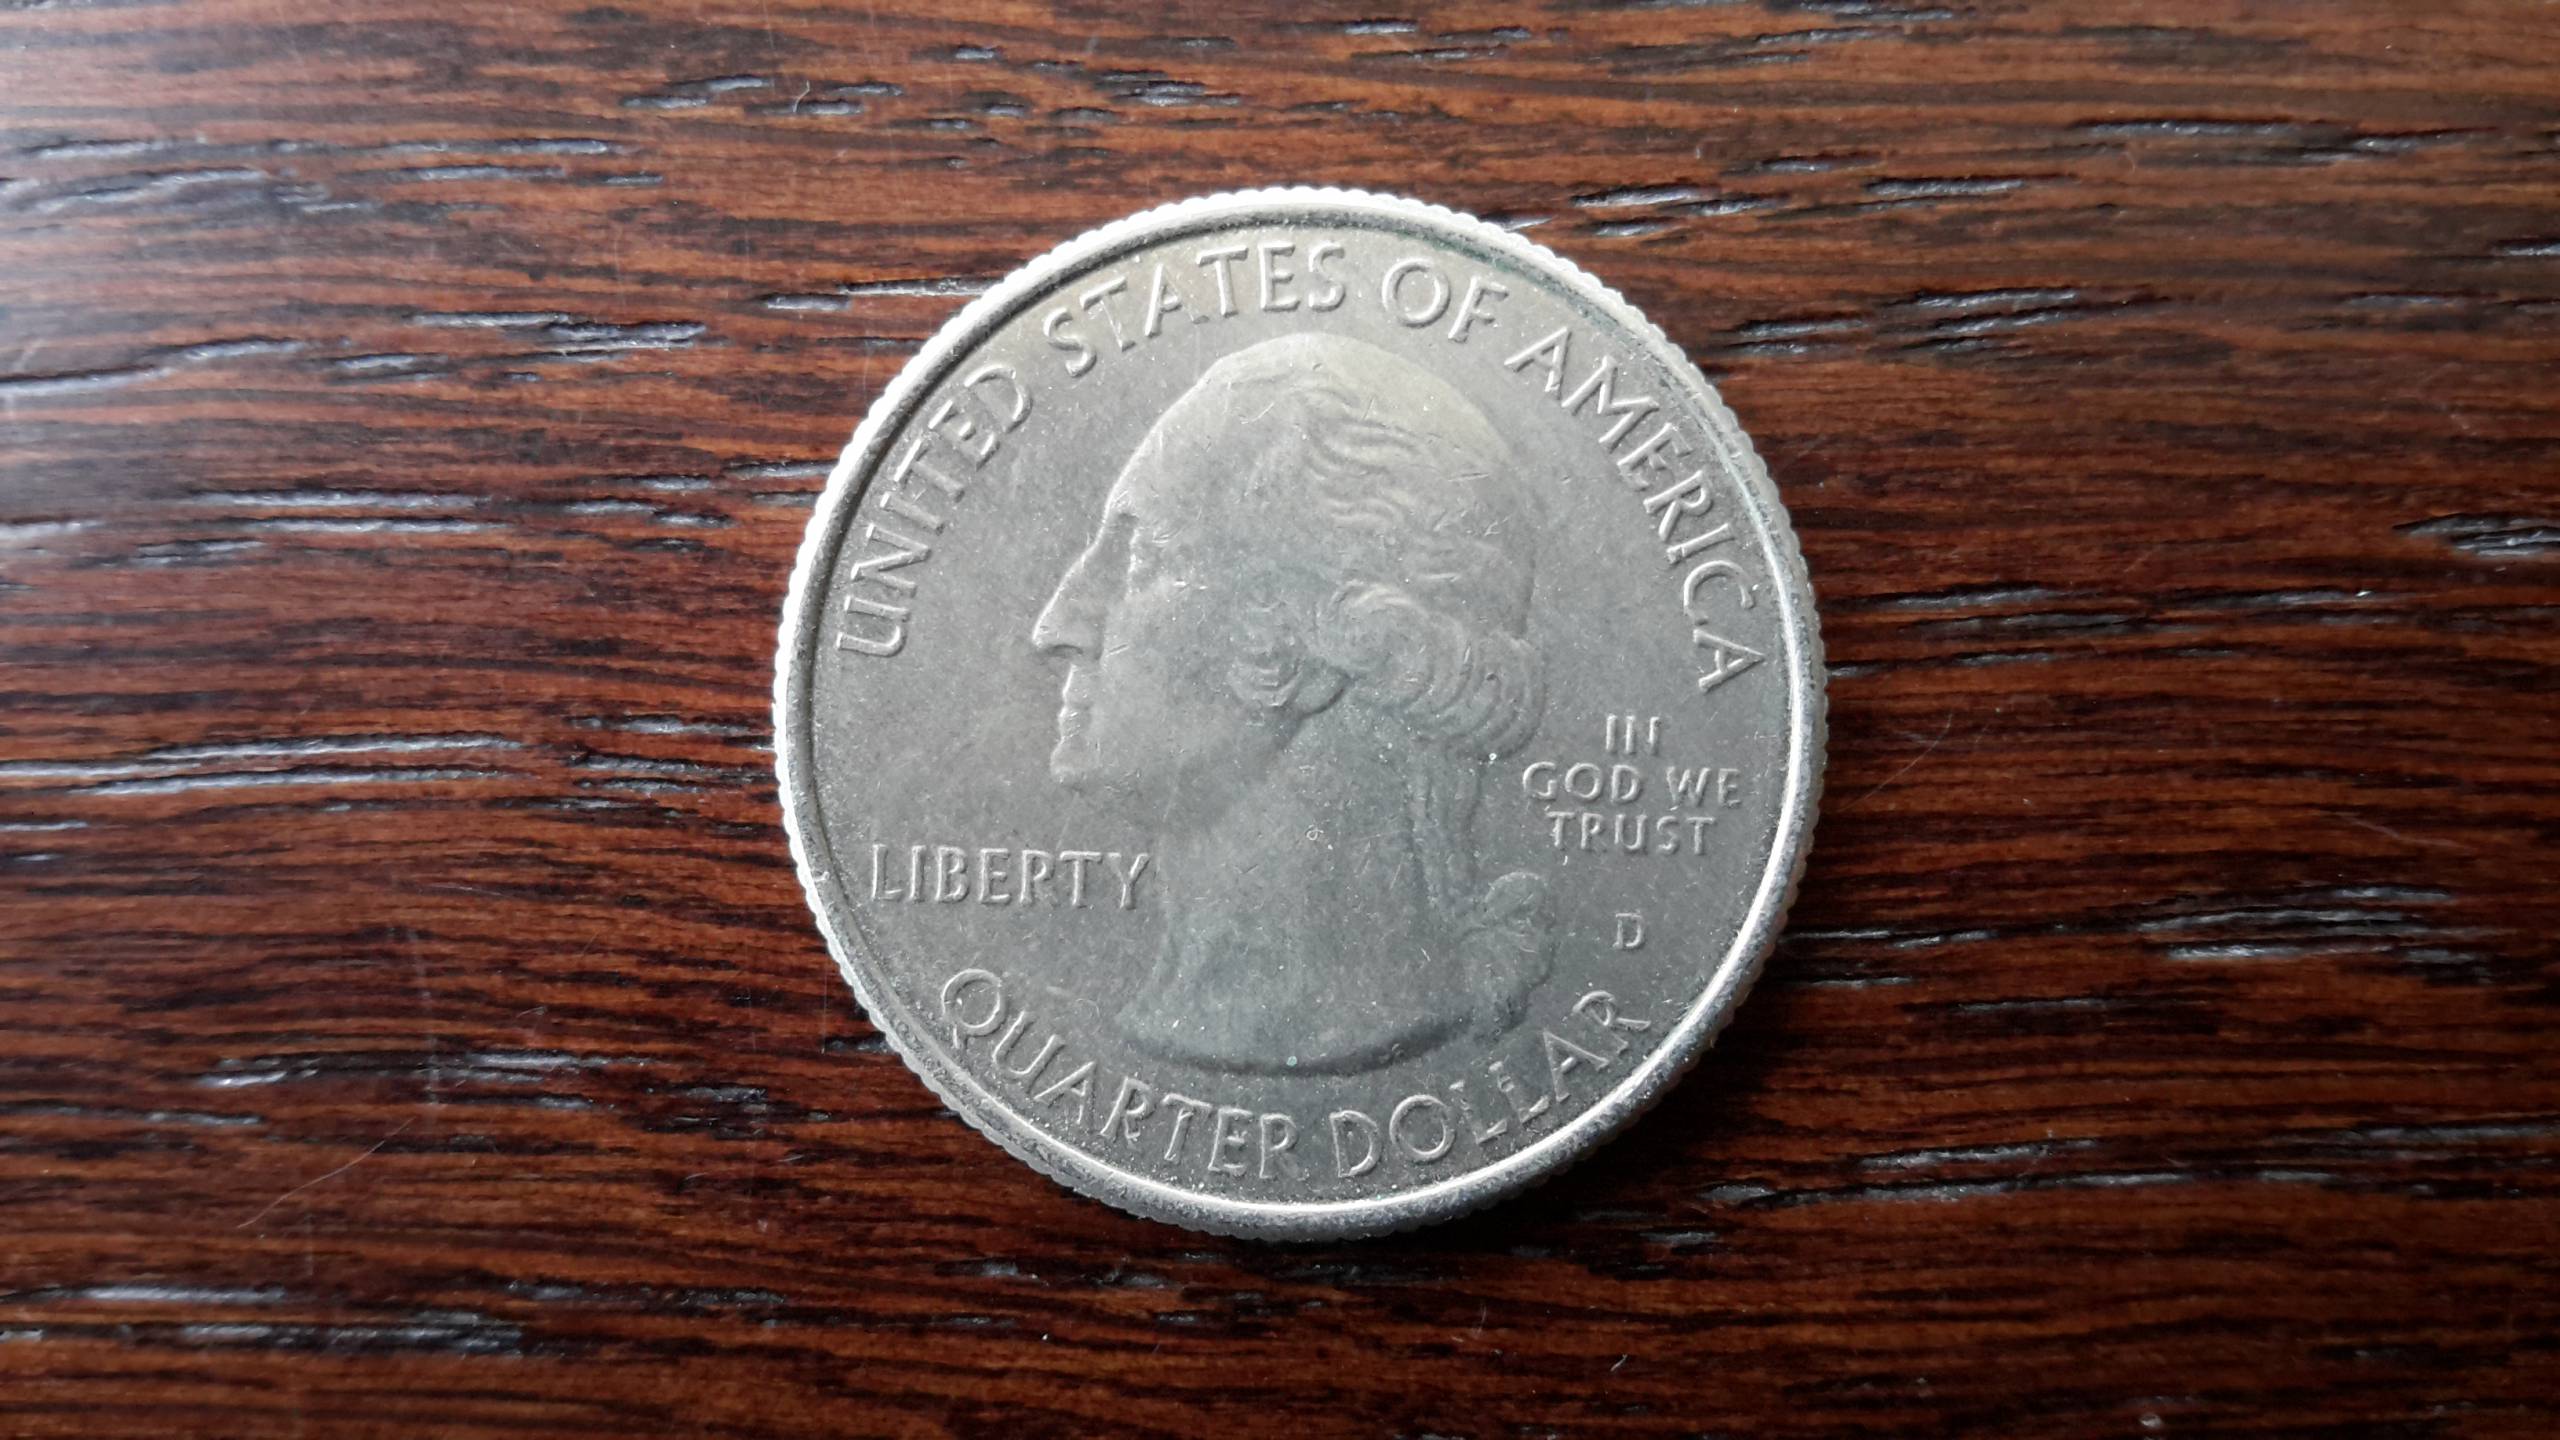 UNITED STATES OF AMERICA
LIBERTY
IN
GOD WE
TRUST
D
QUARTER DOLLAR